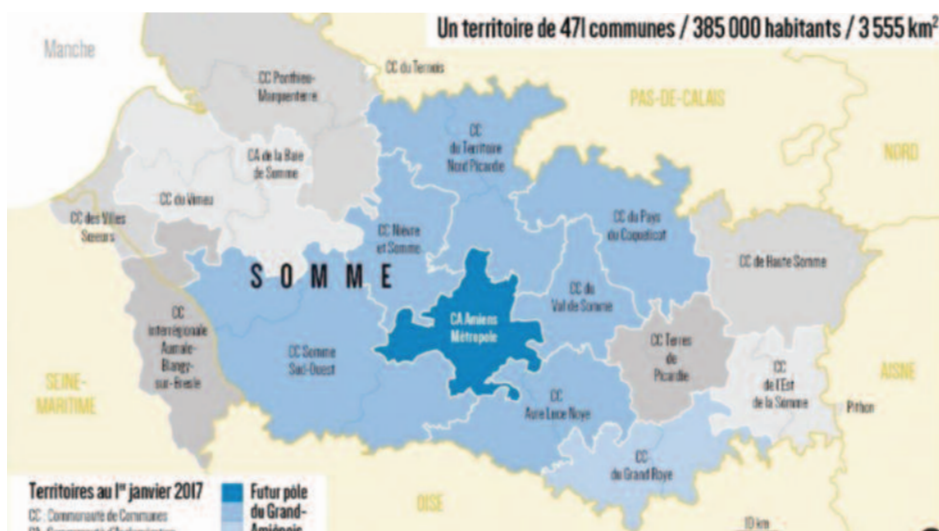 Un territoire de 471 communes / 385 000 habitants / 3 555 km²
Manche
CC du Ternois
CC Ponthieu-
Marquenterre
PAS-DE-CALAIS
CC
du Territoire
Nord Picardie
NORD
CA de la Baie
de Somme
CC du Vimeu
CC des Villes
Soeurs
CC Nièvre
et Somme
CC du Pays
du Coquelicot
CC de Haute Somme
SOMME
CC du
Val de Somme
CA Amiens
Métropole
CC
interrégionale
Aumale-
Blangy-
sur-Bresle
CC Somme
Sud-Ouest
CC Terres
de
Picardie
CC
de l'Est
de la Somme
AISNE
SEINE-
MARITIME
CC
Avre Luce Noye
Pithon
CC
du Grand Roye
Territoires au 1er janvier 2017
CC : Communauté de Communes
OISE
Futur pôle
du Grand-
Amiénois
10 km